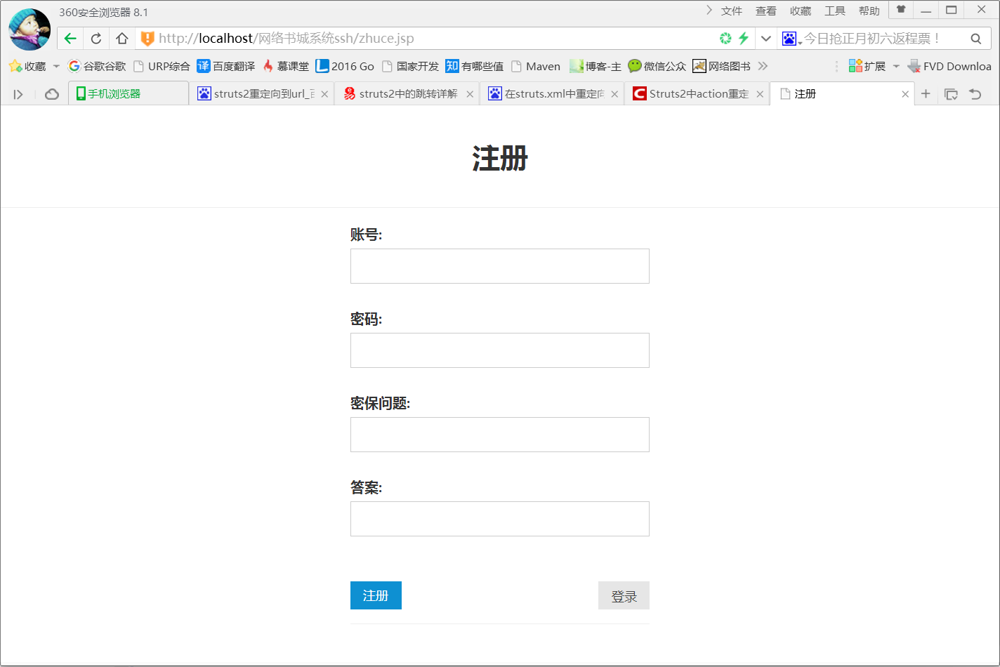 360安全浏览器 8.1
文件 查看 收藏 工具 帮助
http://localhost/网络书城系统ssh/zhuce.jsp
今日抢正月初六返程票！
收藏 谷歌谷歌 URP综合 译 百度翻译 慕课堂 2016 Go 国家开发 知 有哪些值 Maven 博客-主 微信公众 网络图书 扩展 FVD Downloa
手机浏览器 struts2重定向到url_ 易 struts2中的跳转详解 在struts.xml中重定向 C Struts2中action重定 注册
注册
账号:
密码:
密保问题:
答案:
注册 登录